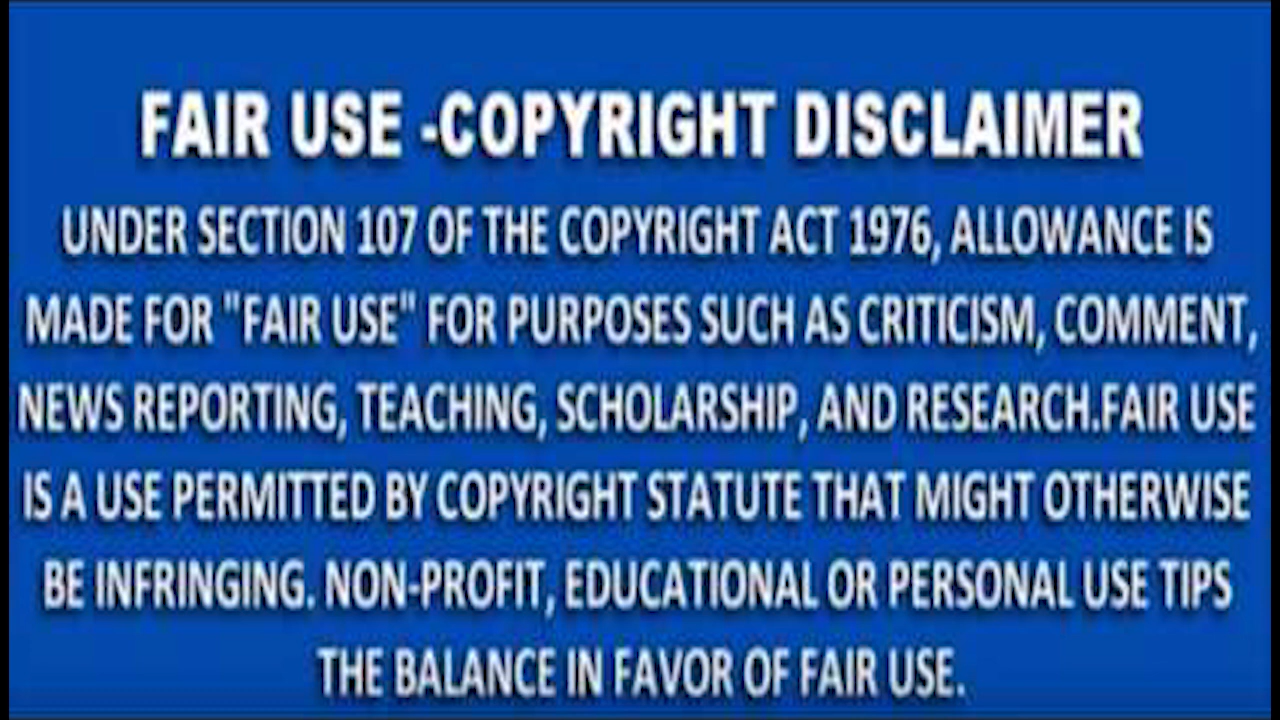 FAIR USE -COPYRIGHT DISCLAIMER
UNDER SECTION 107 OF THE COPYRIGHT ACT 1976, ALLOWANCE IS
MADE FOR "FAIR USE" FOR PURPOSES SUCH AS CRITICISM, COMMENT,
NEWS REPORTING, TEACHING, SCHOLARSHIP, AND RESEARCH.FAIR USE
IS A USE PERMITTED BY COPYRIGHT STATUTE THAT MIGHT OTHERWISE
BE INFRINGING. NON-PROFIT, EDUCATIONAL OR PERSONAL USE TIPS
THE BALANCE IN FAVOR OF FAIR USE.